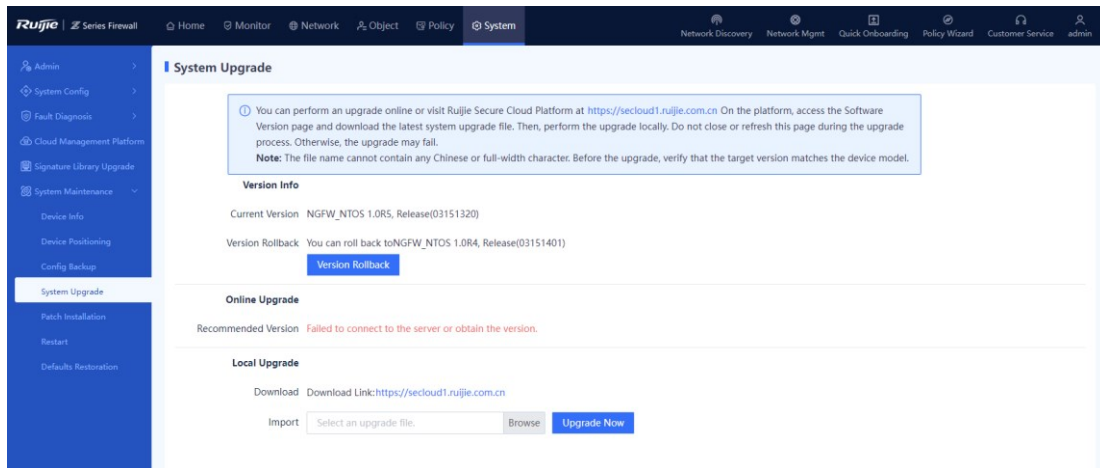 Ruijie | Z Series Firewall
Home Monitor Network Object Policy System
Network Discovery Network Mgmt Quick Onboarding Policy Wizard Customer Service admin
Admin
System Config
Fault Diagnosis
Cloud Management Platform
Signature Library Upgrade
System Maintenance
Device Info
Device Positioning
Config Backup
System Upgrade
Patch Installation
Restart
Defaults Restoration
System Upgrade
You can perform an upgrade online or visit Ruijie Secure Cloud Platform at https://secloud1.ruijie.com.cn On the platform, access the Software
Version page and download the latest system upgrade file. Then, perform the upgrade locally. Do not close or refresh this page during the upgrade
process. Otherwise, the upgrade may fail.
Note: The file name cannot contain any Chinese or full-width character. Before the upgrade, verify that the target version matches the device model.
Version Info
Current Version NGFW_NTOS 1.0R5, Release(03151320)
Version Rollback You can roll back toNGFW_NTOS 1.0R4, Release(03151401)
Version Rollback
Online Upgrade
Recommended Version Failed to connect to the server or obtain the version.
Local Upgrade
Download Download Link:https://secloud1.ruijie.com.cn
Import Select an upgrade file. Browse Upgrade Now